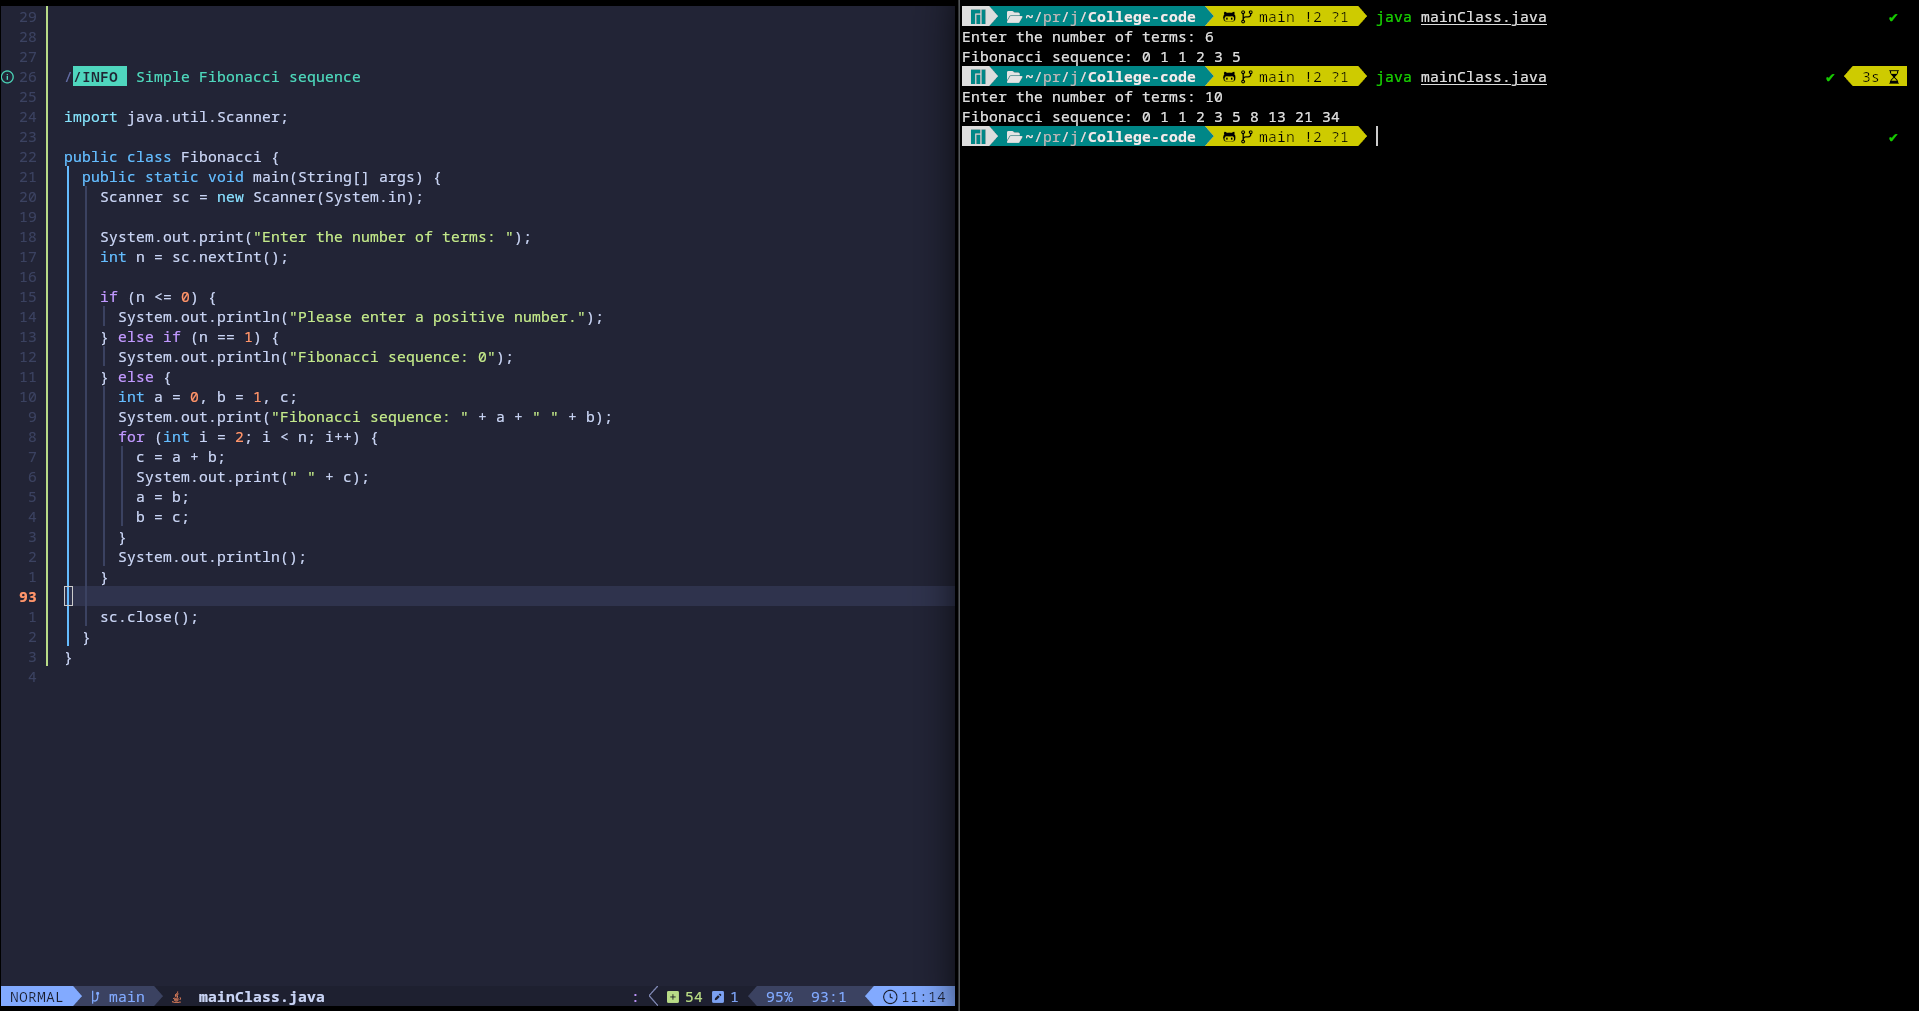 29
28
27
26 //INFO Simple Fibonacci sequence
25
24 import java.util.Scanner;
23
22 public class Fibonacci {
21 public static void main(String[] args) {
20 Scanner sc = new Scanner(System.in);
19
18 System.out.print("Enter the number of terms: ");
17 int n = sc.nextInt();
16
15 if (n <= 0) {
14 System.out.println("Please enter a positive number.");
13 } else if (n == 1) {
12 System.out.println("Fibonacci sequence: 0");
11 } else {
10 int a = 0, b = 1, c;
9 System.out.print("Fibonacci sequence: " + a + " " + b);
8 for (int i = 2; i < n; i++) {
7 c = a + b;
6 System.out.print(" " + c);
5 a = b;
4 b = c;
3 }
2 System.out.println();
1 }
93
1 sc.close();
2 }
3 }
4
NORMAL main mainClass.java : 54 1 95% 93:1 11:14
~/pr/j/College-code main !2 ?1 java mainClass.java ✔
Enter the number of terms: 6
Fibonacci sequence: 0 1 1 2 3 5
~/pr/j/College-code main !2 ?1 java mainClass.java ✔ 3s
Enter the number of terms: 10
Fibonacci sequence: 0 1 1 2 3 5 8 13 21 34
~/pr/j/College-code main !2 ?1 ✔